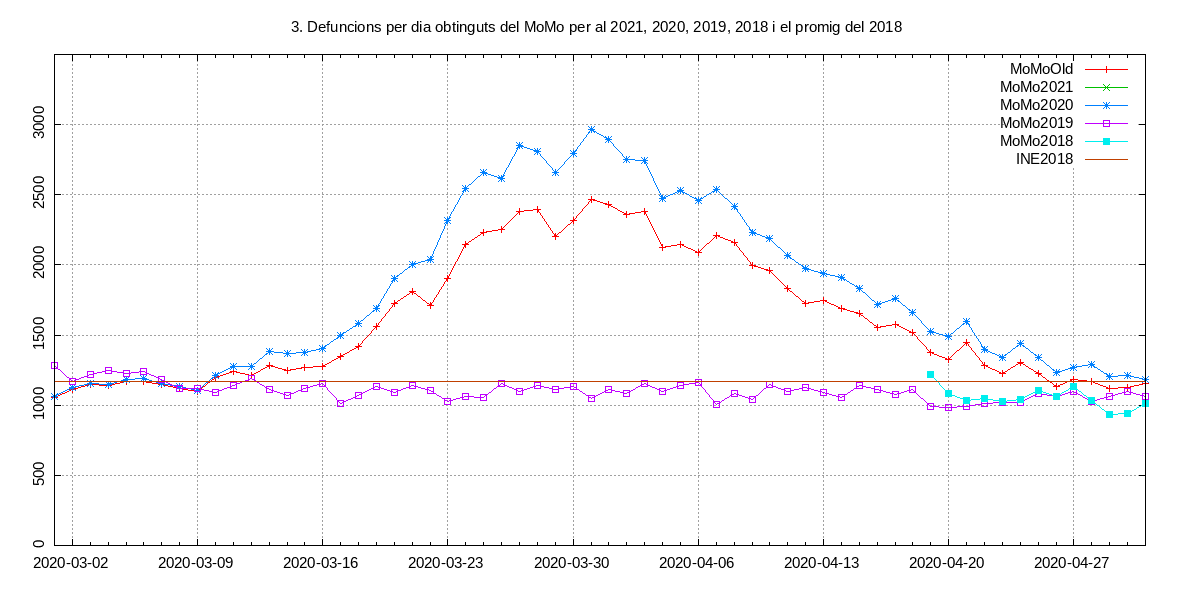 3. Defuncions per dia obtinguts del MoMo per al 2021, 2020, 2019, 2018 i el promig del 2018
MoMoOld
MoMo2021
MoMo2020
MoMo2019
MoMo2018
INE2018
3000
2500
2000
1500
1000
500
0
2020-03-02 2020-03-09 2020-03-16 2020-03-23 2020-03-30 2020-04-06 2020-04-13 2020-04-20 2020-04-27